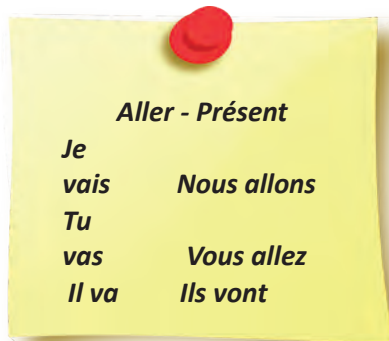 Aller - Présent
Je
vais Nous allons
Tu
vas Vous allez
Il va Ils vont